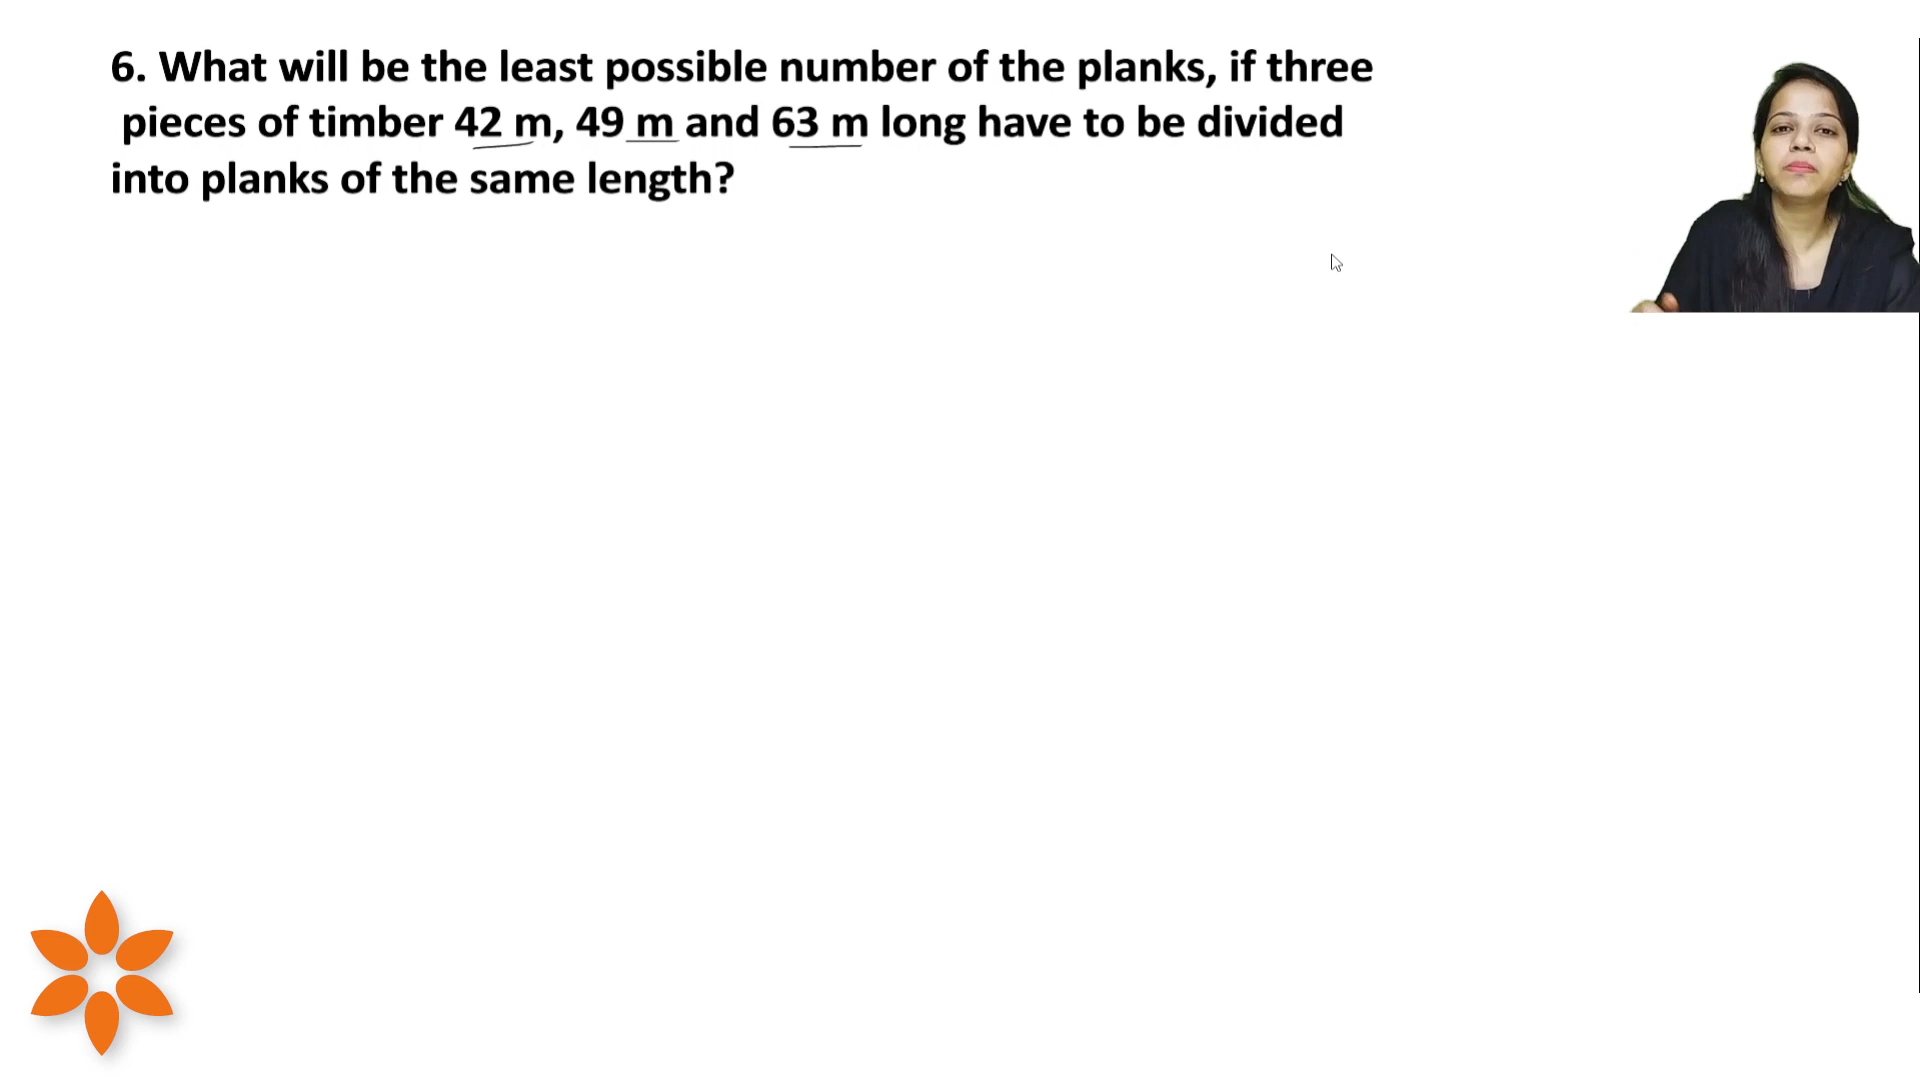 6. What will be the least possible number of the planks, if three
pieces of timber 42 m, 49 m and 63 m long have to be divided
into planks of the same length?